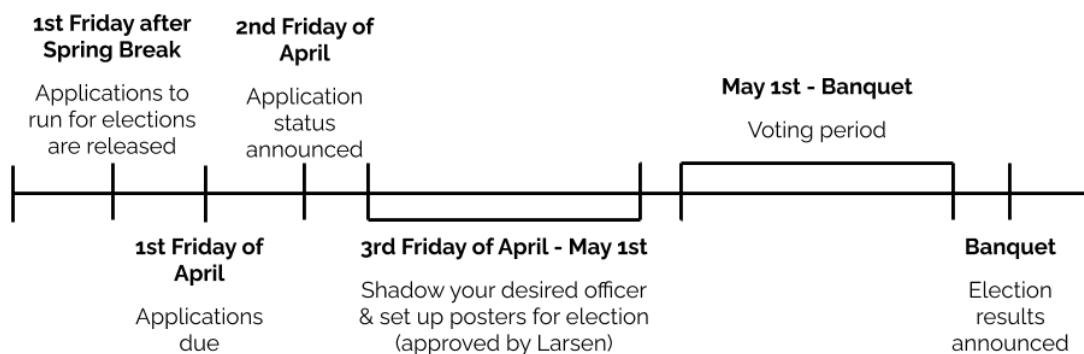 1st Friday after
Spring Break
Applications to
run for elections
are released
1st Friday of
April
Applications
due
2nd Friday of
April
Application
status
announced
3rd Friday of April - May 1st
Shadow your desired officer
& set up posters for election
(approved by Larsen)
May 1st - Banquet
Voting period
Banquet
Election
results
announced